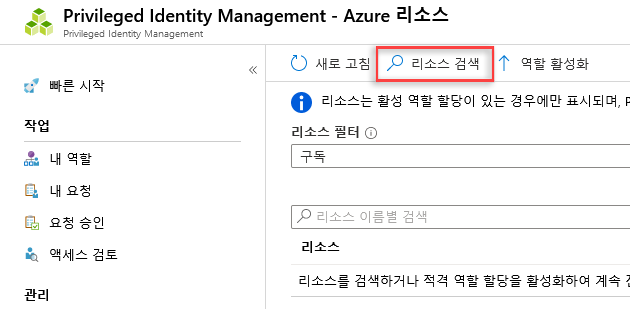 Privileged Identity Management - Azure 리소스
Privileged Identity Management
«
빠른 시작
작업
내 역할
내 요청
요청 승인
액세스 검토
관리
새로 고침 리소스 검색 역할 활성화
리소스는 활성 역할 할당이 있는 경우에만 표시되며,
리소스 필터
구독
리소스 이름별 검색
리소스
리소스를 검색하거나 적격 역할 할당을 활성화하여 계속